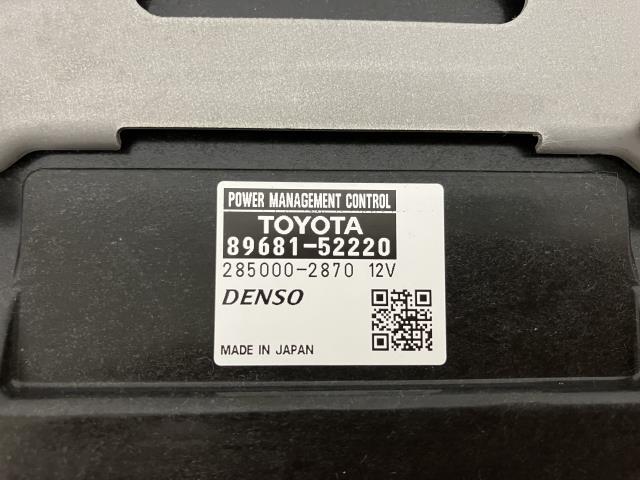 POWER MANAGEMENT CONTROL
TOYOTA
89681-52220
285000-2870 12V
DENSO
MADE IN JAPAN